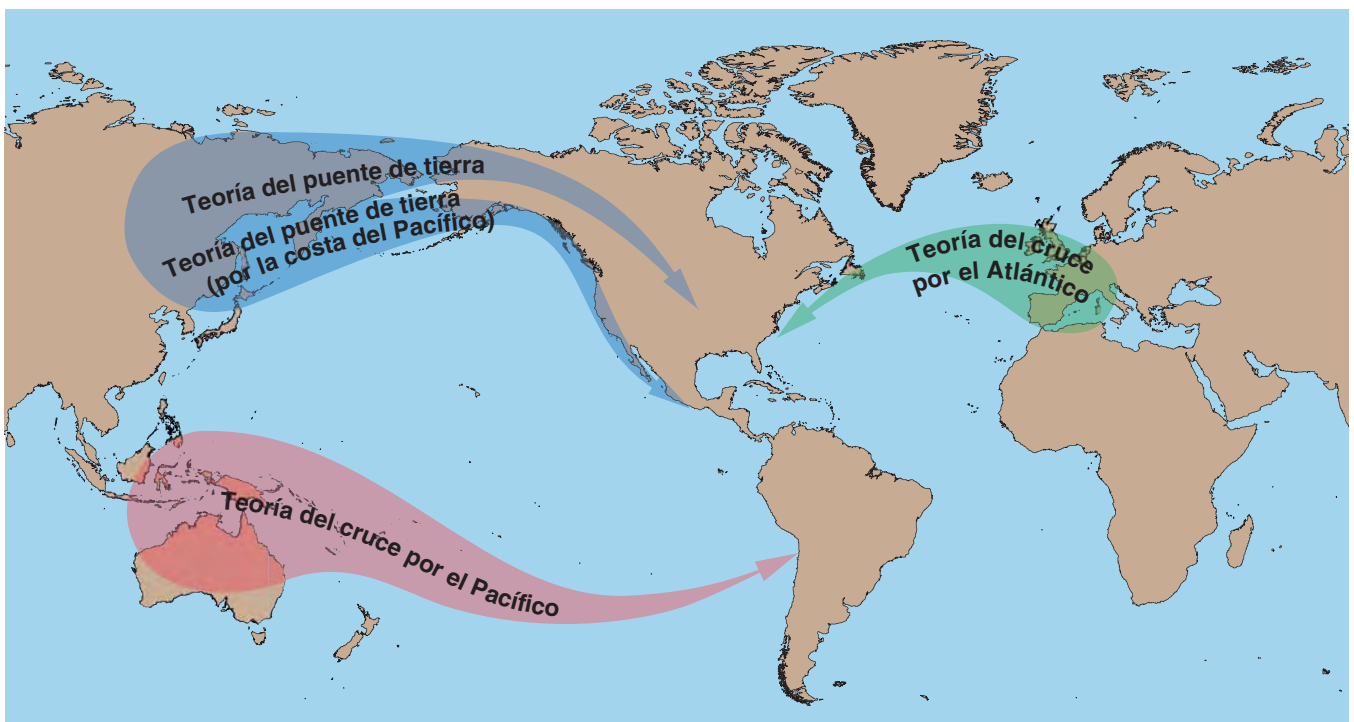 Teoría del puente de tierra
Teoría del puente de tierra
(por la costa del Pacífico)
Teoría del cruce
por el Atlántico
Teoría del cruce por el Pacífico